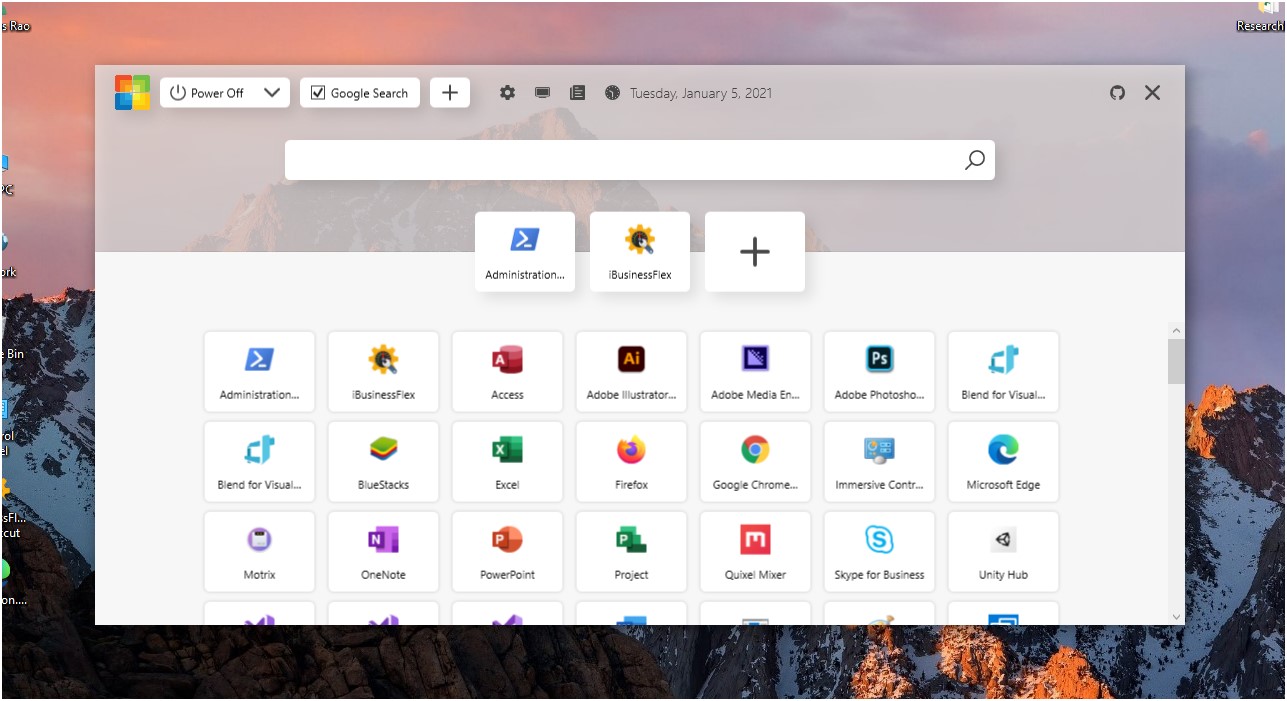 s Rao
Research
Power Off
Google Search
Tuesday, January 5, 2021
PC
ork
e Bin
rol
el
sFl...
cut
on....
Administration...
iBusinessFlex
Administration...
iBusinessFlex
Access
Adobe Illustrator...
Adobe Media En...
Adobe Photosho...
Blend for Visual...
Blend for Visual...
BlueStacks
Excel
Firefox
Google Chrome...
Immersive Contr...
Microsoft Edge
Motrix
OneNote
PowerPoint
Project
Quixel Mixer
Skype for Business
Unity Hub